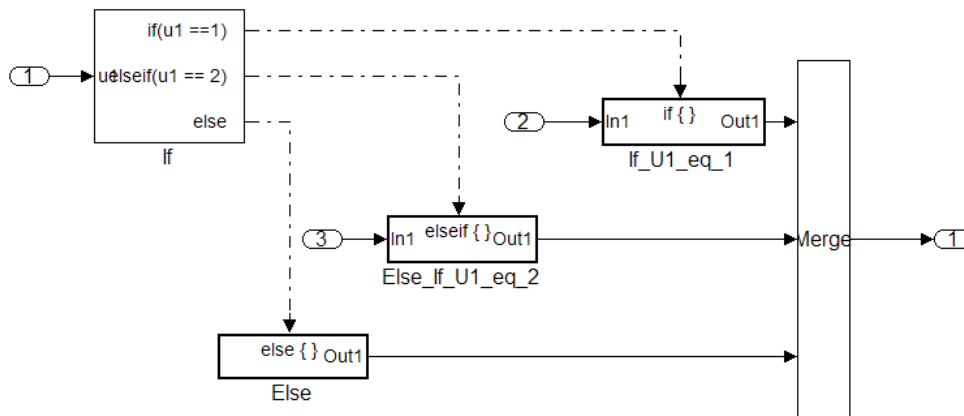 if(u1 ==1)
1
u1
elseif(u1 == 2)
else
If
2
In1
if { }
Out1
If_U1_eq_1
3
In1
elseif { }
Out1
Else_If_U1_eq_2
Merge
1
else { }
Out1
Else